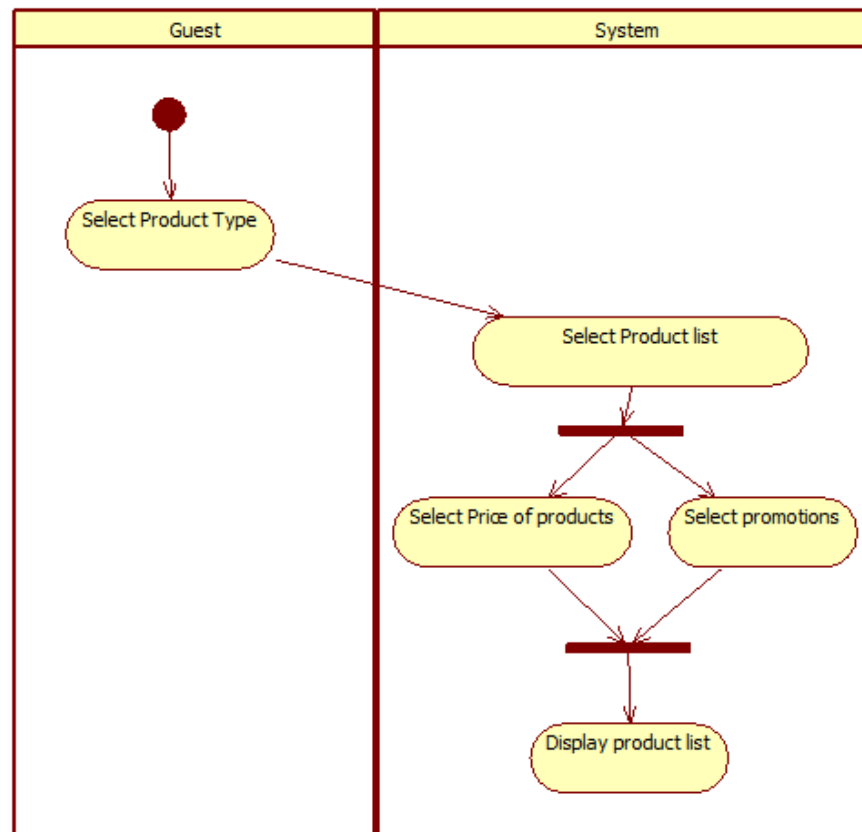 Guest
System
Select Product Type
Select Product list
Select Price of products
Select promotions
Display product list